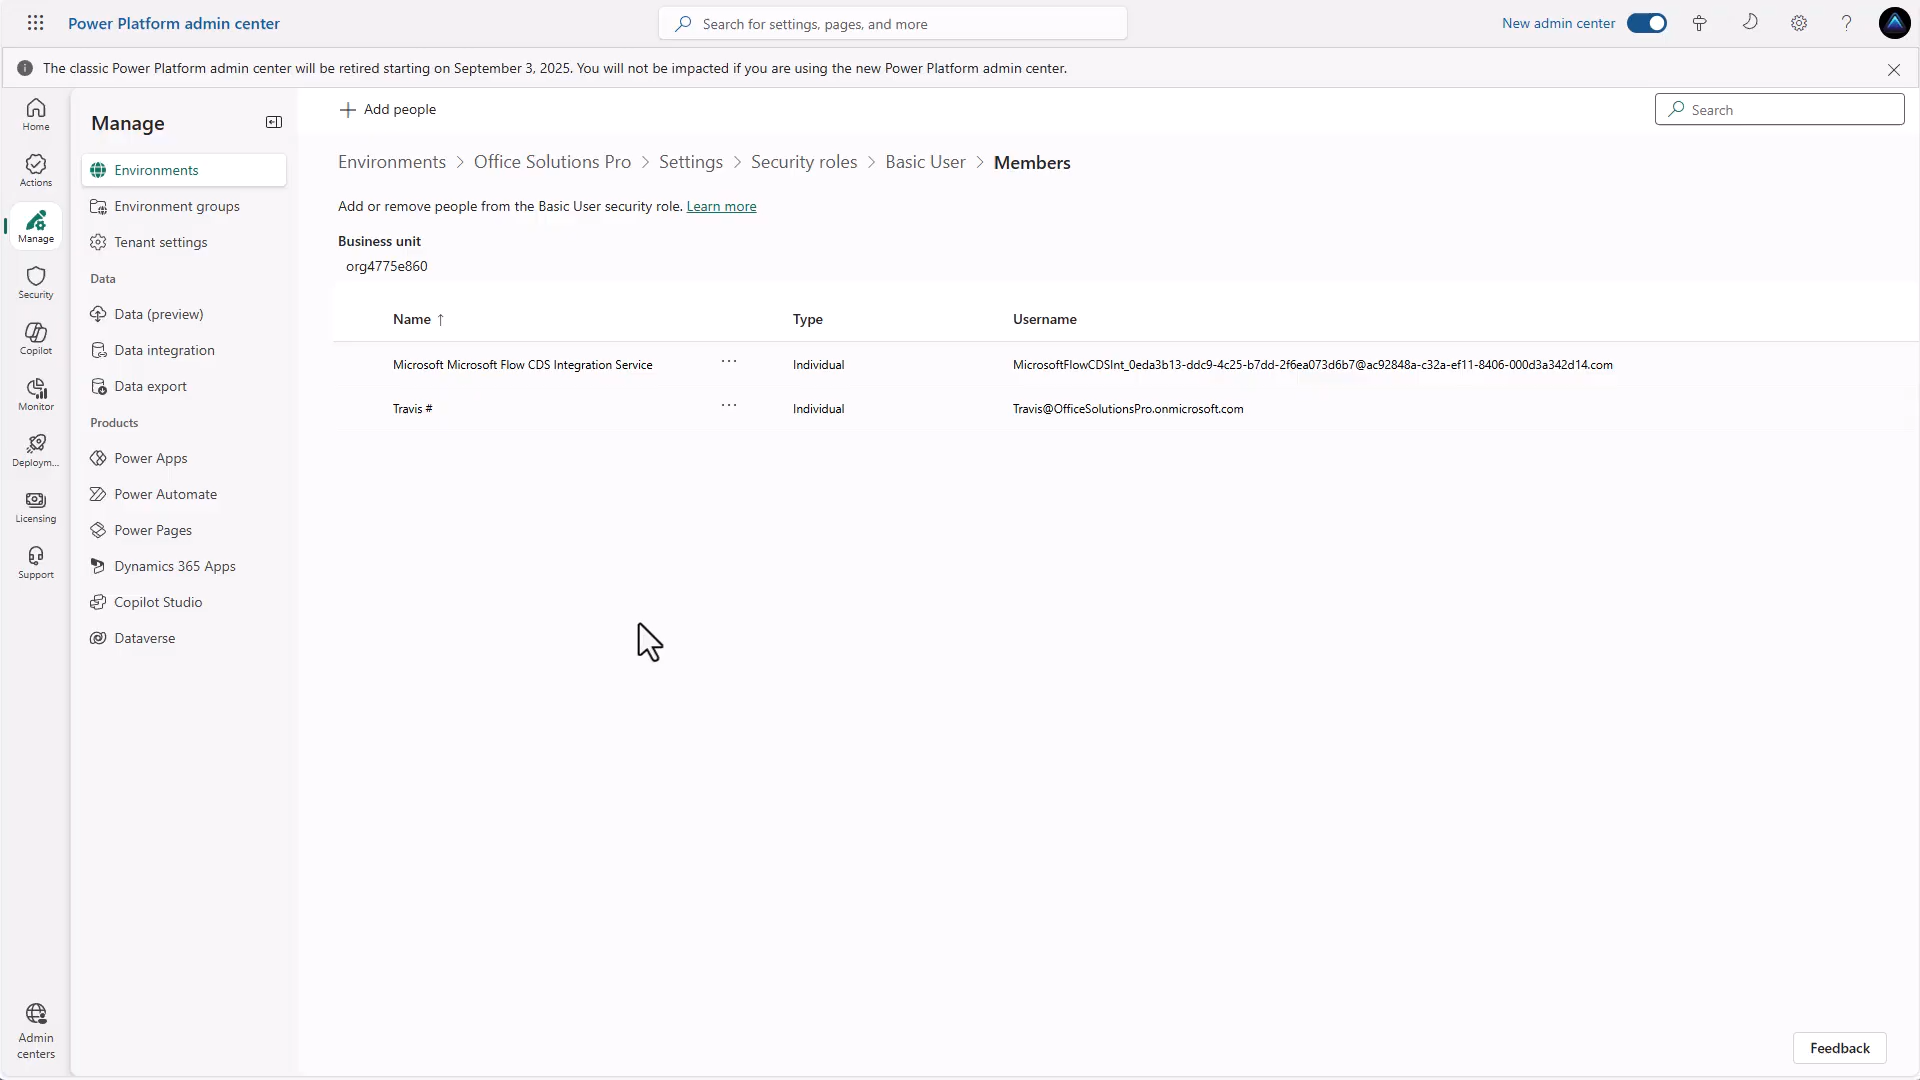 Power Platform admin center
Search for settings, pages, and more
New admin center
The classic Power Platform admin center will be retired starting on September 3, 2025. You will not be impacted if you are using the new Power Platform admin center.
Home
Actions
Manage
Security
Copilot
Monitor
Deploym...
Licensing
Support
Admin
centers
Manage
Environments
Environment groups
Tenant settings
Data
Data (preview)
Data integration
Data export
Products
Power Apps
Power Automate
Power Pages
Dynamics 365 Apps
Copilot Studio
Dataverse
Add people
Search
Environments > Office Solutions Pro > Settings > Security roles > Basic User > Members
Add or remove people from the Basic User security role. Learn more
Business unit
org4775e860
Name ↑ Type Username
Microsoft Microsoft Flow CDS Integration Service ... Individual MicrosoftFlowCDSInt_0eda3b13-ddc9-4c25-b7dd-2f6ea073d6b7@ac92848a-c32a-ef11-8406-000d3a342d14.com
Travis # ... Individual Travis@OfficeSolutionsPro.onmicrosoft.com
Feedback